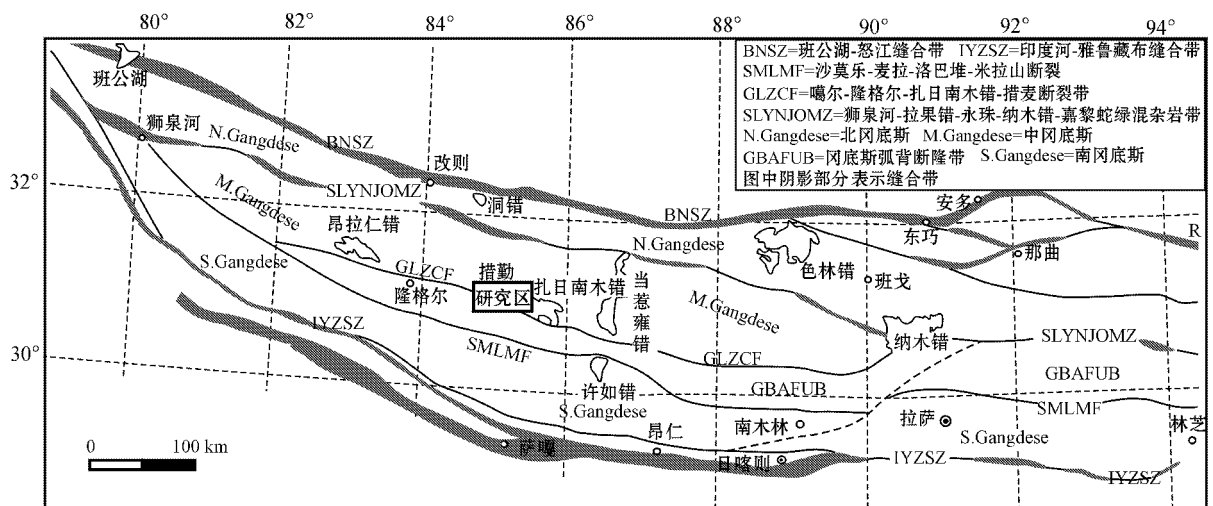 80° 82° 84° 86° 88° 90° 92° 94°
BNSZ=班公湖-怒江缝合带 IYZSZ=印度河-雅鲁藏布缝合带
SMLMF=沙莫乐-麦拉-洛巴堆-米拉山断裂
GLZCF=噶尔-隆格尔-扎日南木错-措麦断裂带
SLYNJOMZ=狮泉河-拉果错-永珠-纳木错-嘉黎蛇绿混杂岩带
N.Gangdese=北冈底斯 M.Gangdese=中冈底斯
GBAFUB=冈底斯弧背断隆带 S.Gangdese=南冈底斯
图中阴影部分表示缝合带
班公湖
狮泉河
N.Gangdese
BNSZ
改则
32°
SLYNJOMZ
M.Gangdese
洞错
BNSZ
安多
东巧
R
昂拉仁错
N.Gangdese
色林错
那曲
S.Gangdese
GLZCF
措勤
扎日南木错
当惹雍错
班戈
隆格尔
研究区
M.Gangdese
IYZSZ
SMLMF
纳木错
SLYNJOMZ
30°
GLZCF
许如错
GBAFUB
GBAFUB
S.Gangdese
SMLMF
南木林
拉萨
林芝
0 100 km
昂仁
S.Gangdese
萨嘎
日喀则
IYZSZ
IYZSZ